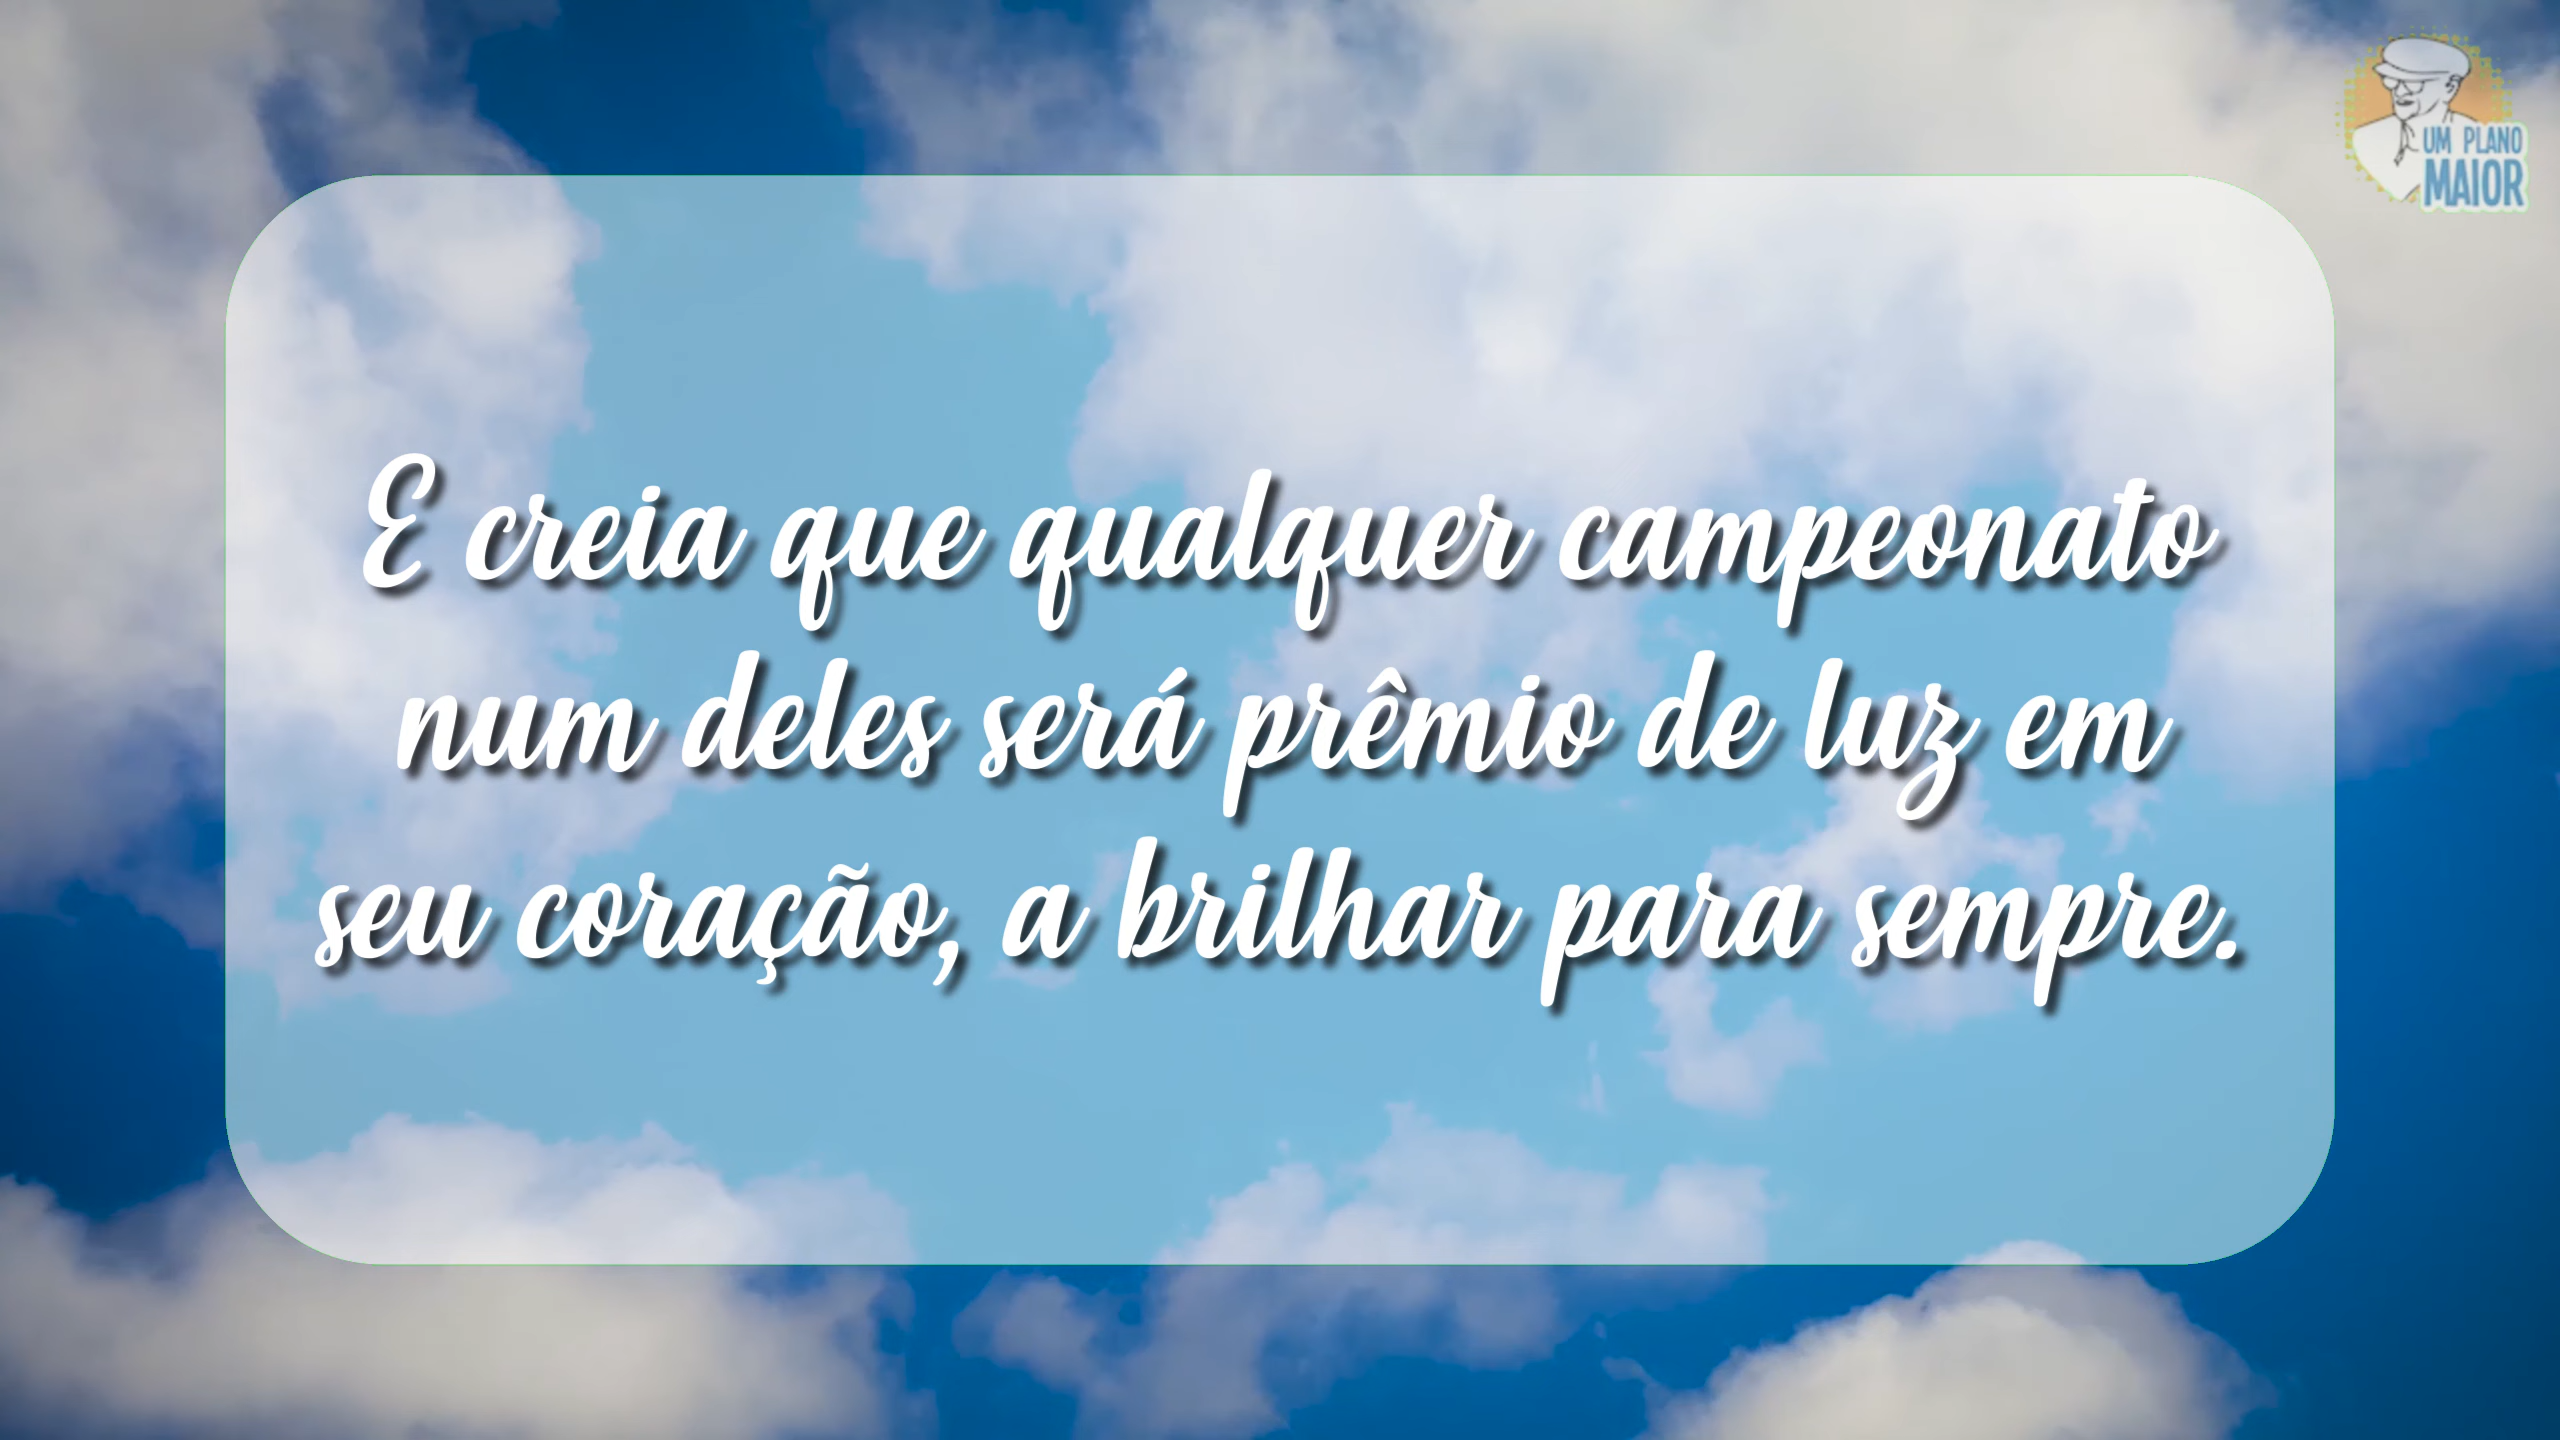 UM PLANO
MAIOR
E creia que qualquer campeonato
num deles será prêmio de luz em
seu coração, a brilhar para sempre.